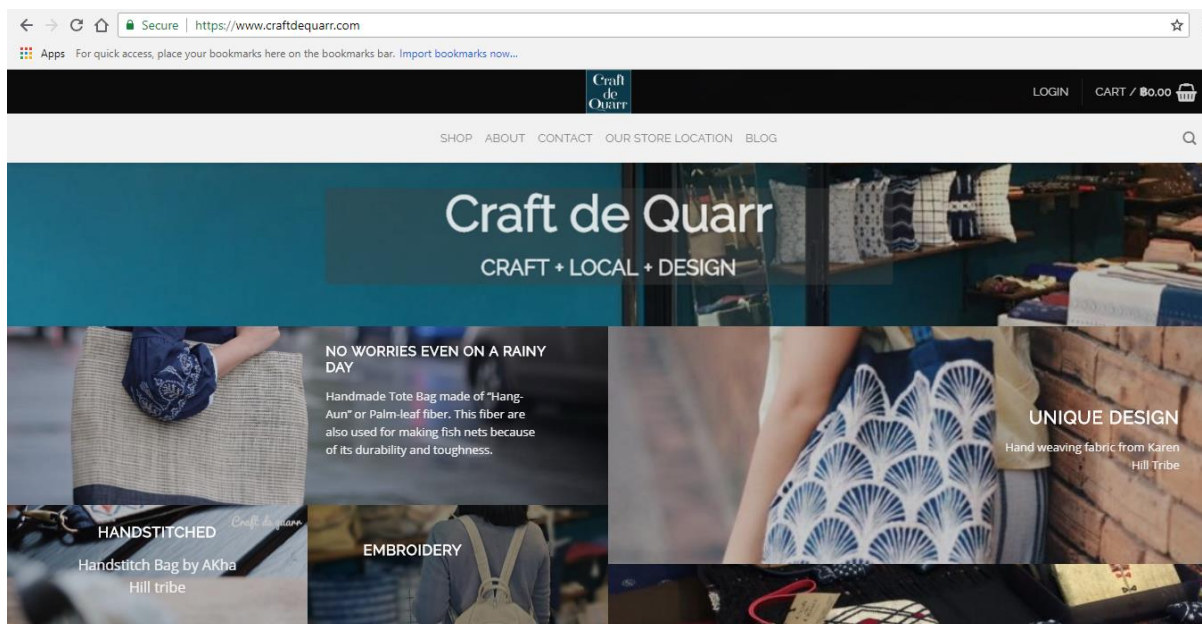 Secure | https://www.craftdequarr.com
Apps For quick access, place your bookmarks here on the bookmarks bar. Import bookmarks now...
Craft
de
Quarr
LOGIN CART / ฿0.00
SHOP ABOUT CONTACT OUR STORE LOCATION BLOG
Craft de Quarr
CRAFT + LOCAL + DESIGN
NO WORRIES EVEN ON A RAINY
DAY
Handmade Tote Bag made of “Hang-
Aun” or Palm-leaf fiber. This fiber are
also used for making fish nets because
of its durability and toughness.
UNIQUE DESIGN
Hand weaving fabric from Karen
Hill Tribe
Craft de quarr
HANDSTITCHED
Handstitch Bag by AKha
Hill tribe
EMBROIDERY